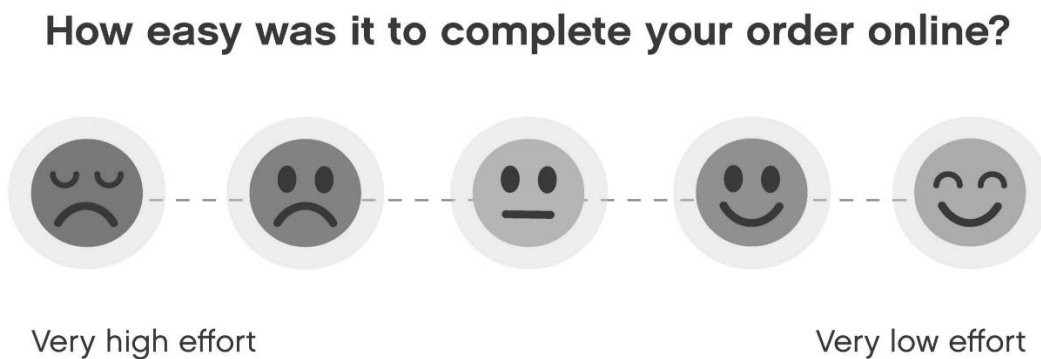 How easy was it to complete your order online?
Very high effort
Very low effort